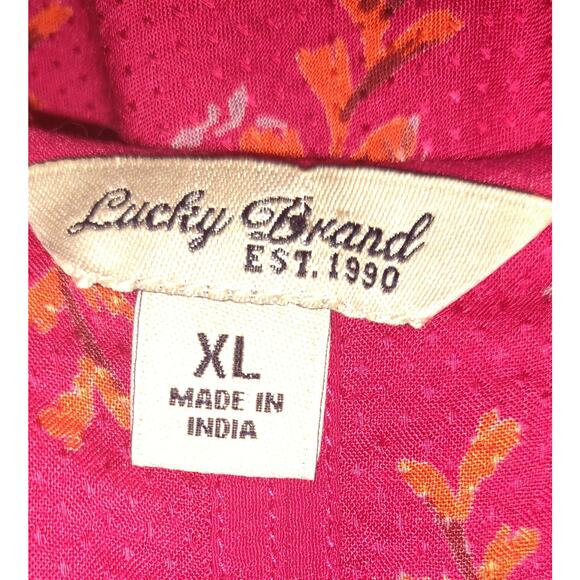 Lucky Brand
EST. 1990
XL
MADE IN
INDIA